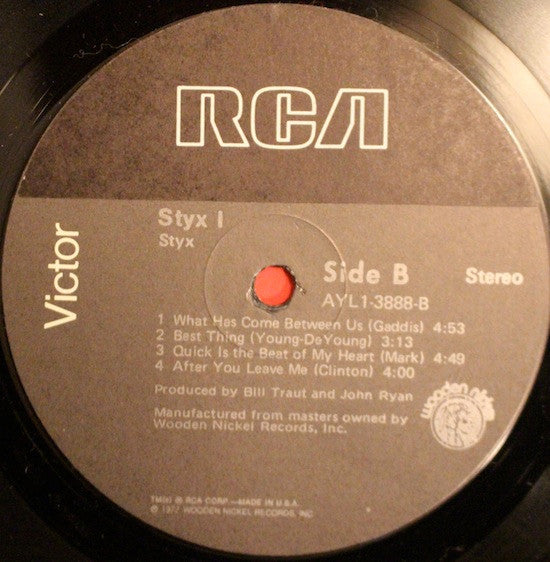 RCA
Victor
Styx I
Styx
Side B
Stereo
AYL1-3888-B
1 What Has Come Between Us (Gaddis) 4:53
2 Best Thing (Young-DeYoung) 3:13
3 Quick Is the Beat of My Heart (Mark) 4:49
4 After You Leave Me (Clinton) 4:00
Produced by Bill Traut and John Ryan
Manufactured from masters owned by
Wooden Nickel Records, Inc.
wooden nickel
TM(s) ® RCA CORP.—MADE IN U.S.A.
℗ 1972 WOODEN NICKEL RECORDS, INC